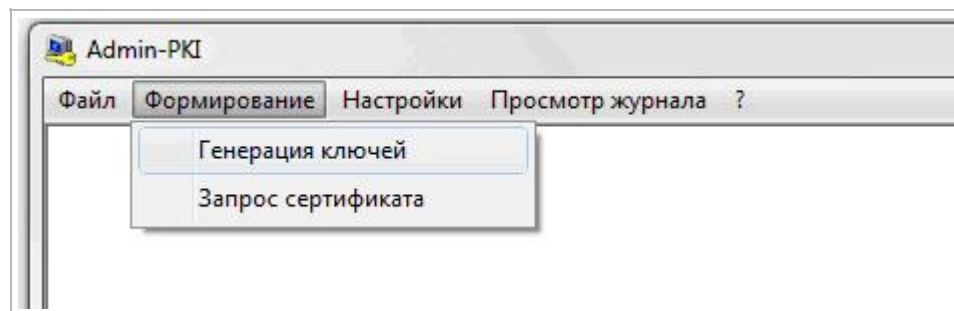 Admin-PKI
Файл Формирование Настройки Просмотр журнала ?
Генерация ключей
Запрос сертификата